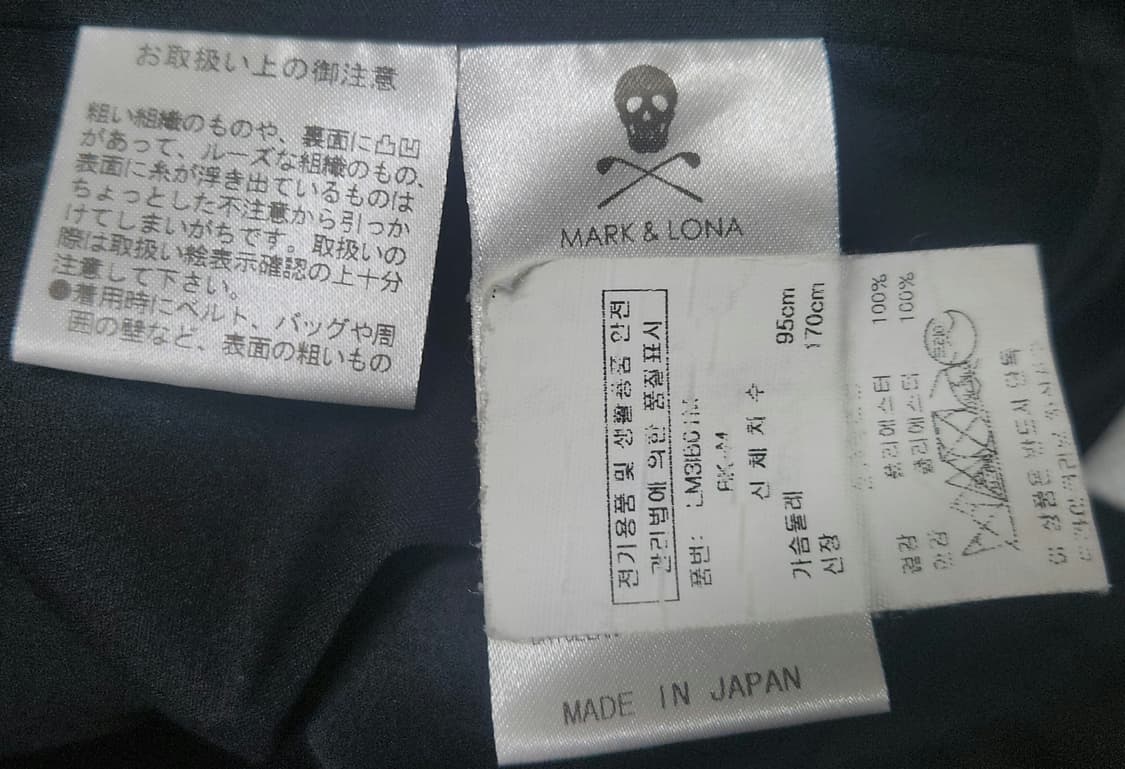 お取扱い上の御注意
粗い組織のものや、裏面に凸凹
があって、ルーズな組織のもの、
表面に糸が浮き出ているものは
ちょっとした不注意から引っか
けてしまいがちです。取扱いの
際は取扱い絵表示確認の上十分
注意して下さい。
●着用時にベルト、バッグや周
囲の壁など、表面の粗いもの
MARK & LONA
전기용품 및 생활용품 안전
관리법에 의한 품질표시
품번:
BK-M
신 체 치 수
가슴둘레 95cm
신장 170cm
겉감 폴리에스터 100%
안감 폴리에스터 100%
MADE IN JAPAN